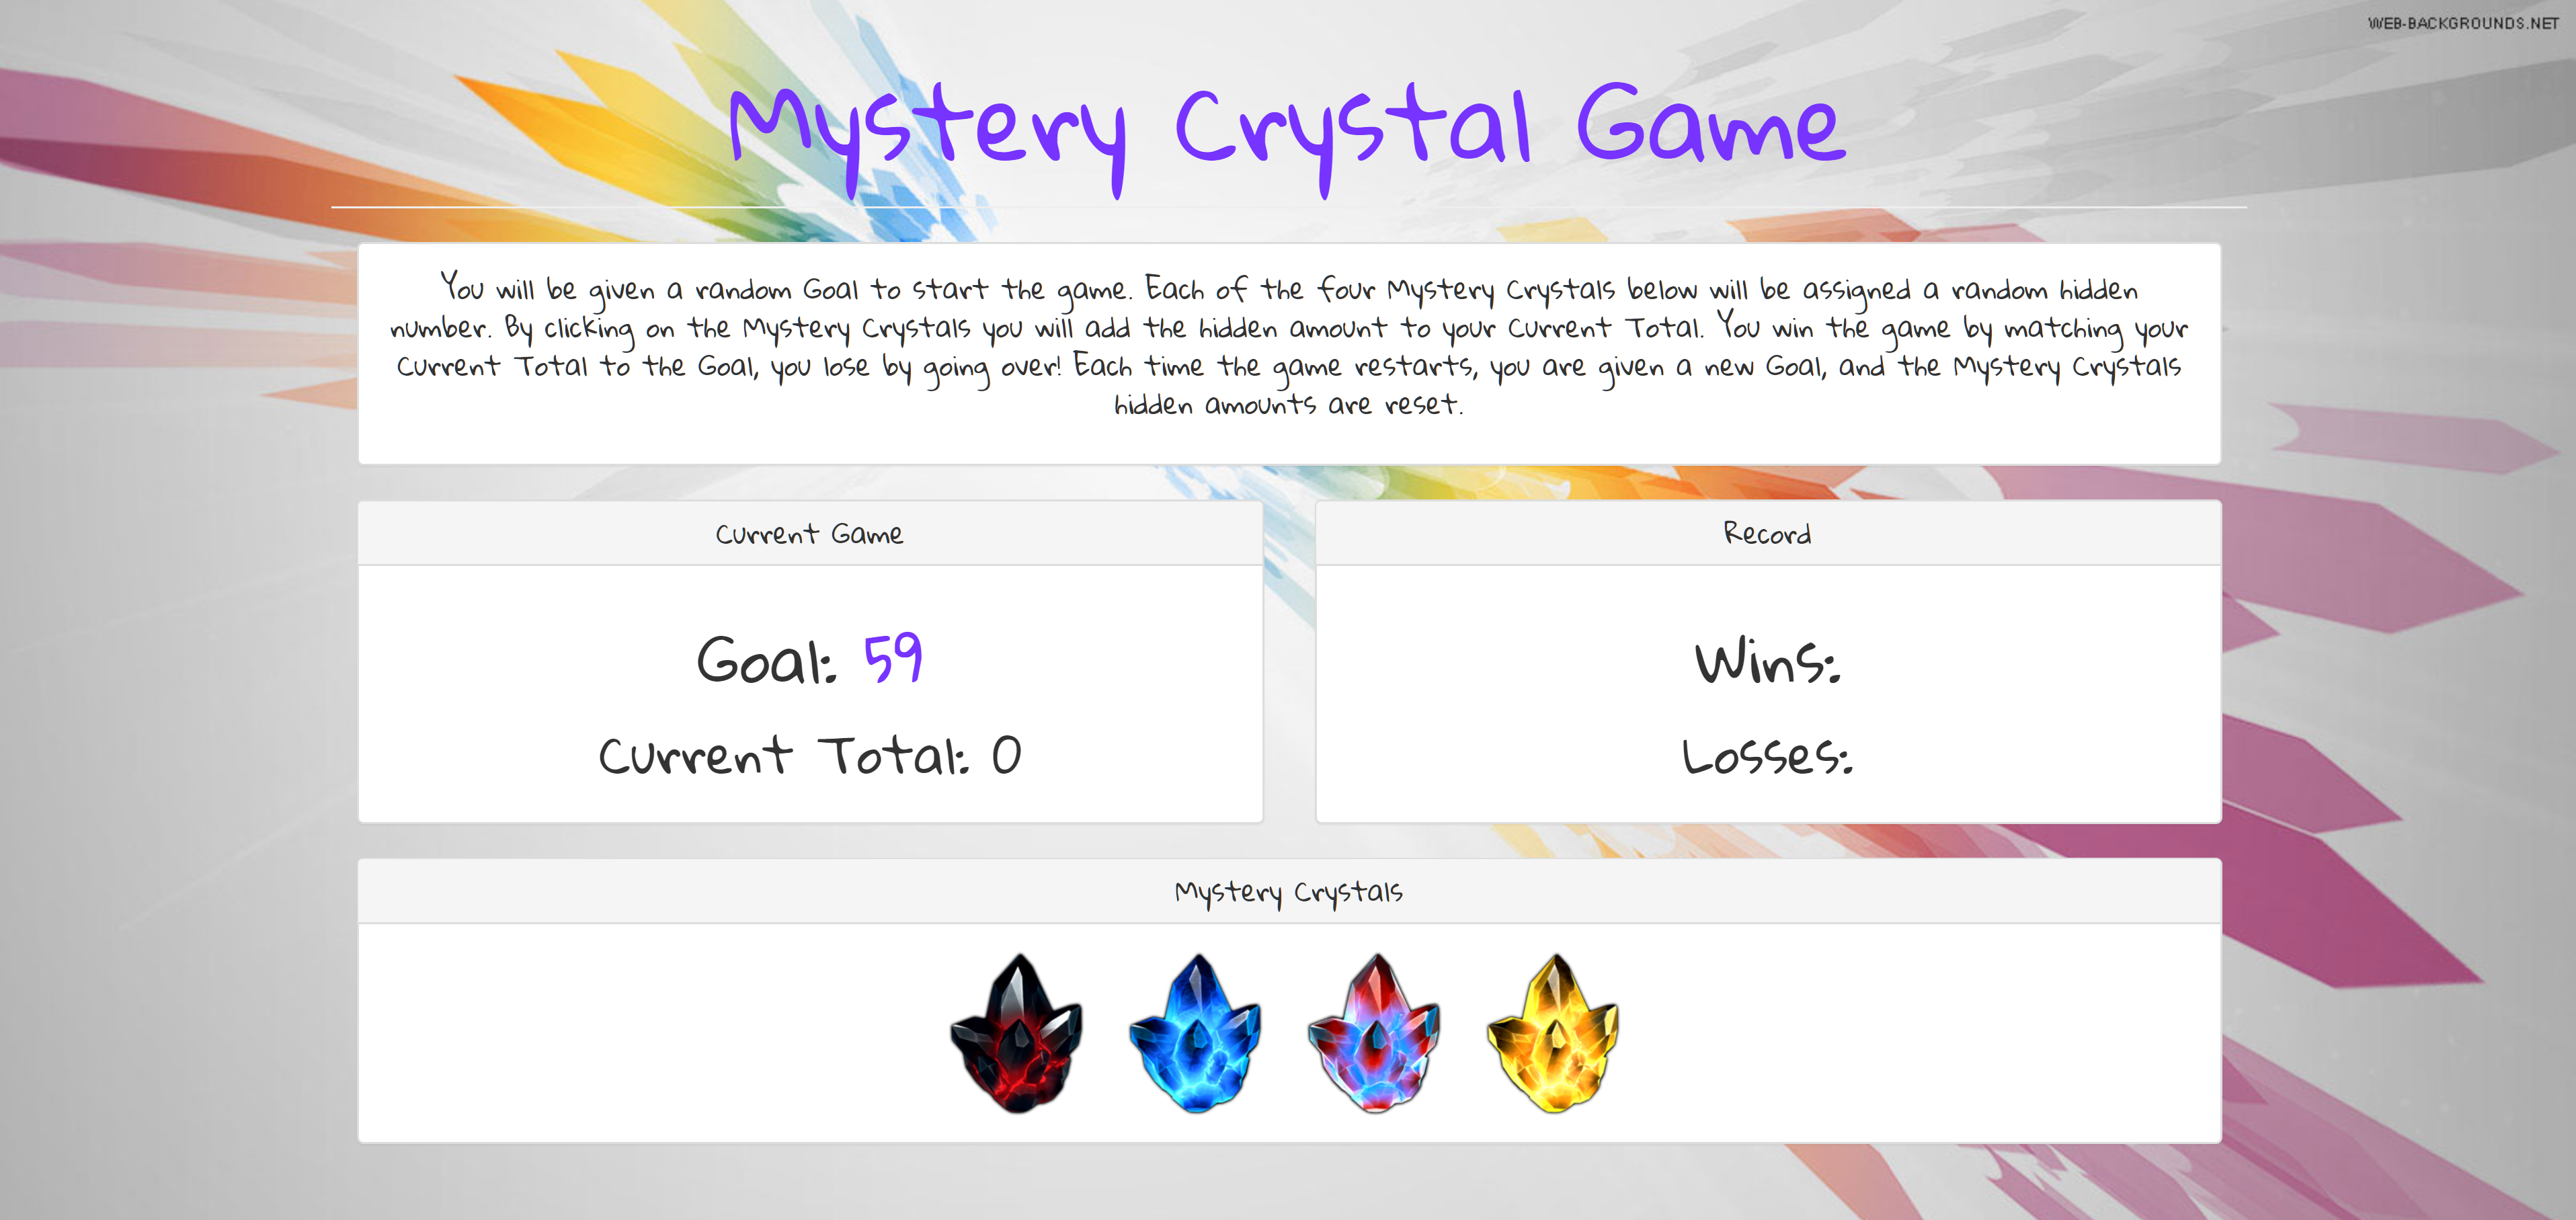 WEB-BACKGROUNDS.NET
Mystery Crystal Game
You will be given a random Goal to start the game. Each of the four Mystery Crystals below will be assigned a random hidden
number. By clicking on the Mystery Crystals you will add the hidden amount to your Current Total. You win the game by matching your
Current Total to the Goal, you lose by going over! Each time the game restarts, you are given a new Goal, and the Mystery Crystals
hidden amounts are reset.
Current Game
Goal: 59
Current Total: 0
Record
Wins:
Losses:
Mystery Crystals